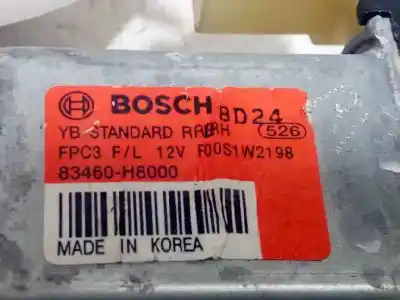 BOSCH 8D24
YB STANDARD RR RH 526
FPC3 F/L 12V F00S1W2198
83460-H8000
MADE IN KOREA